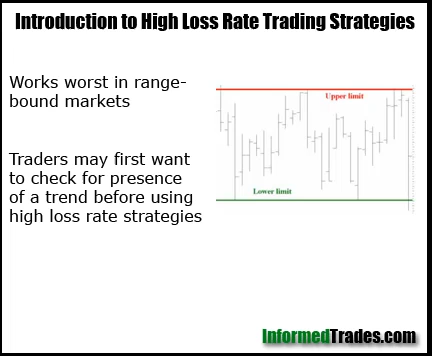 Introduction to High Loss Rate Trading Strategies
Works worst in range-
bound markets
Upper limit
Traders may first want
to check for presence
of a trend before using
high loss rate strategies
Lower limit
InformedTrades.com